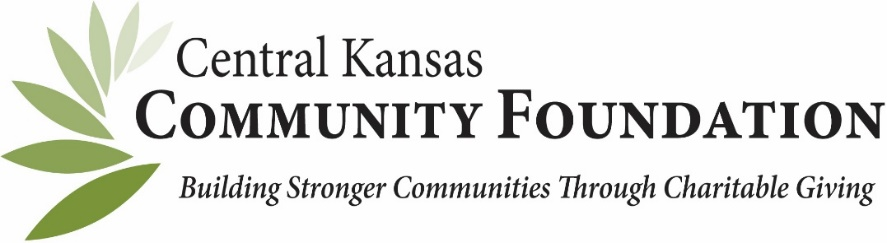 Central Kansas
COMMUNITY FOUNDATION
Building Stronger Communities Through Charitable Giving